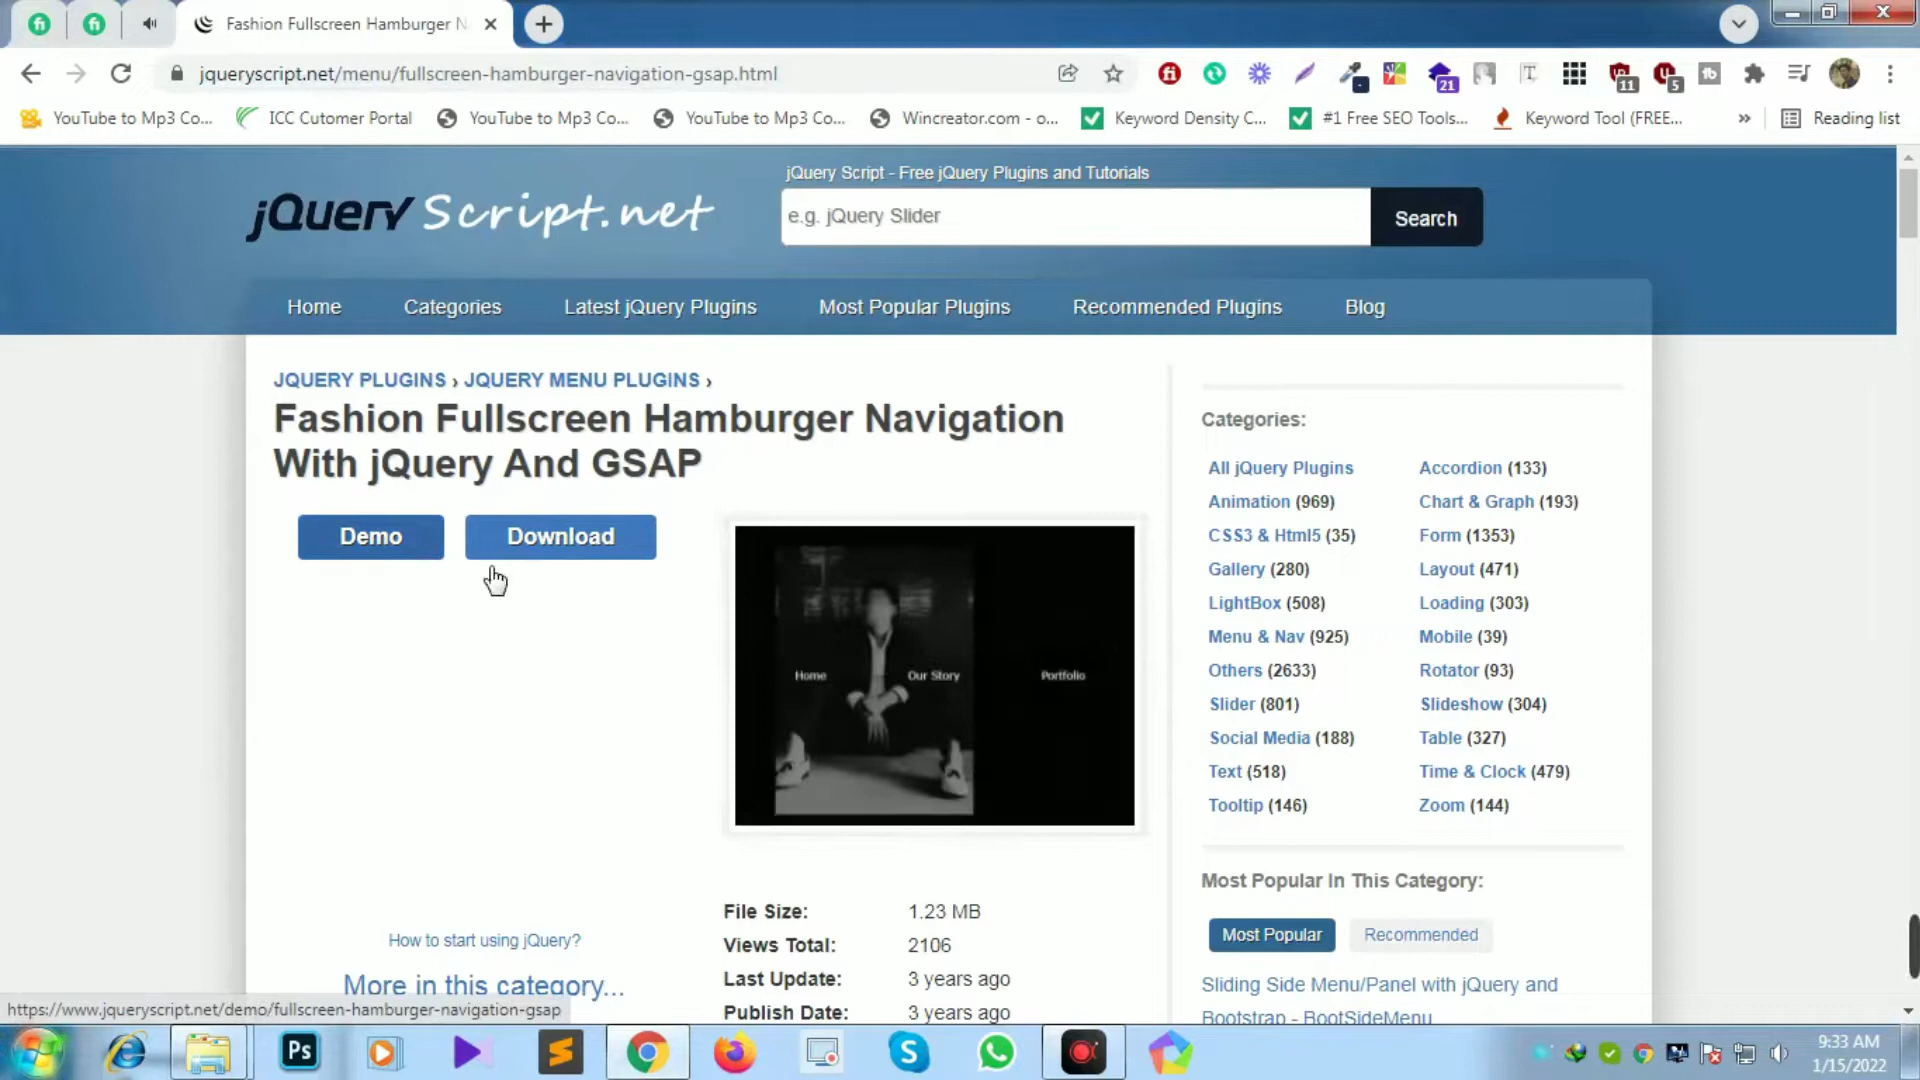 Fashion Fullscreen Hamburger N
jqueryscript.net/menu/fullscreen-hamburger-navigation-gsap.html
21
11
5
YouTube to Mp3 Co...
ICC Cutomer Portal
YouTube to Mp3 Co...
YouTube to Mp3 Co...
Wincreator.com - o...
Keyword Density C...
#1 Free SEO Tools...
Keyword Tool (FREE...
»
Reading list
jQuery Script - Free jQuery Plugins and Tutorials
jQuery Script.net
e.g. jQuery Slider
Search
Home
Categories
Latest jQuery Plugins
Most Popular Plugins
Recommended Plugins
Blog
JQUERY PLUGINS › JQUERY MENU PLUGINS ›
Fashion Fullscreen Hamburger Navigation
With jQuery And GSAP
Demo
Download
Home
Our Story
Portfolio
File Size: 1.23 MB
Views Total: 2106
Last Update: 3 years ago
Publish Date: 3 years ago
How to start using jQuery?
More in this category...
Categories:
All jQuery Plugins
Accordion (133)
Animation (969)
Chart & Graph (193)
CSS3 & Html5 (35)
Form (1353)
Gallery (280)
Layout (471)
LightBox (508)
Loading (303)
Menu & Nav (925)
Mobile (39)
Others (2633)
Rotator (93)
Slider (801)
Slideshow (304)
Social Media (188)
Table (327)
Text (518)
Time & Clock (479)
Tooltip (146)
Zoom (144)
Most Popular In This Category:
Most Popular
Recommended
Sliding Side Menu/Panel with jQuery and
Bootstrap - BootSideMenu
https://www.jqueryscript.net/demo/fullscreen-hamburger-navigation-gsap
Ps
9:33 AM
1/15/2022